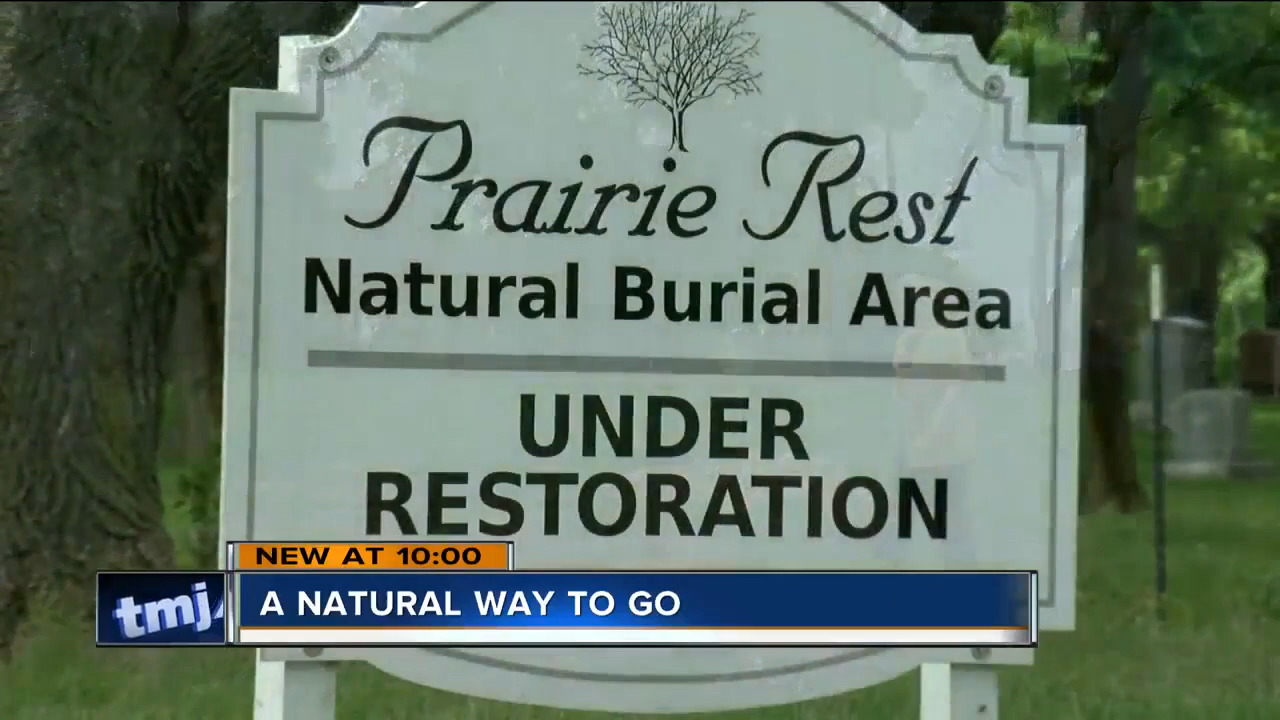 Prairie Rest
Natural Burial Area
UNDER
RESTORATION
NEW AT 10:00
tmj
A NATURAL WAY TO GO